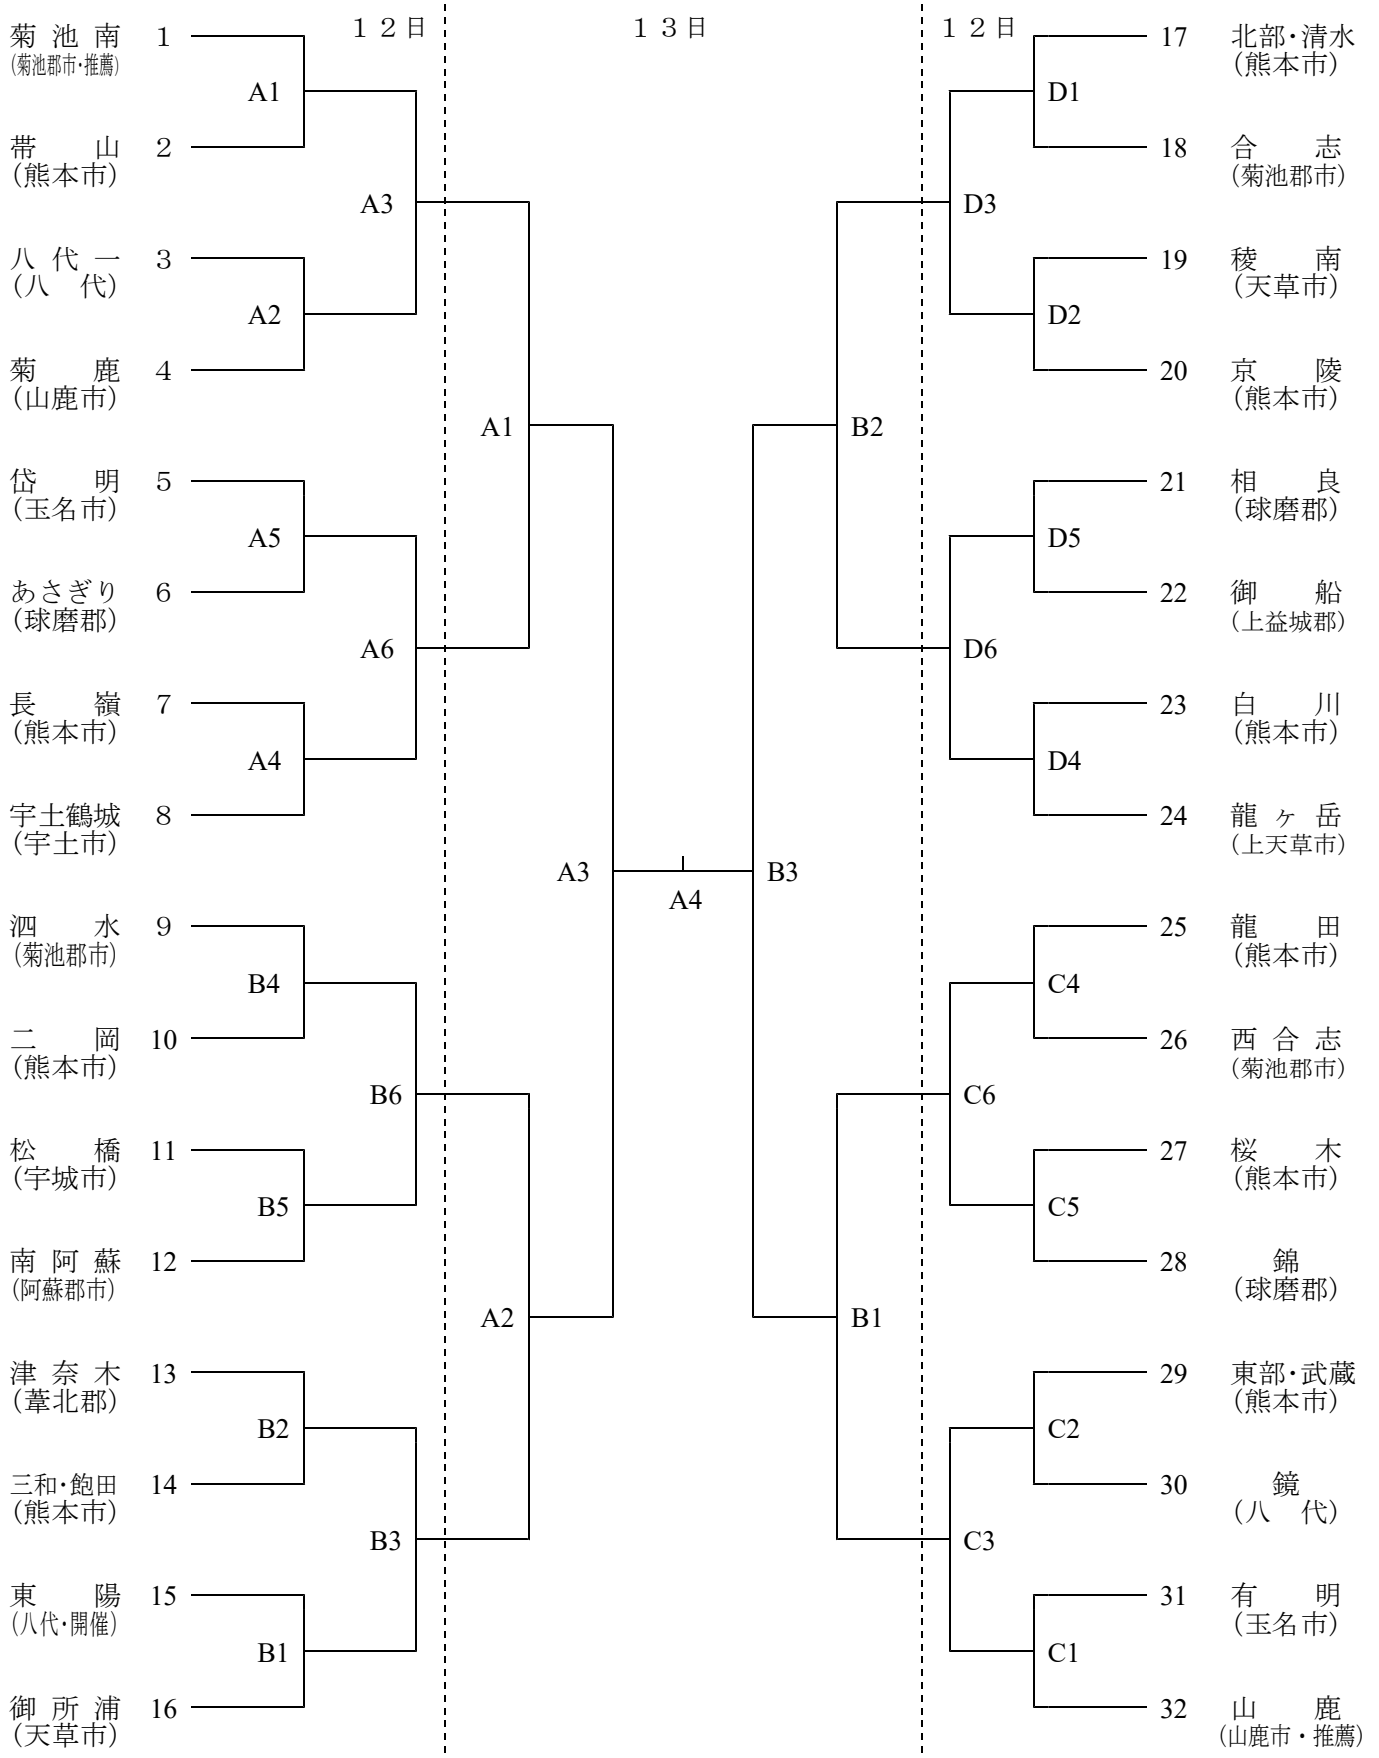 １２日
１３日
１２日
菊池南 1
(菊池郡市･推薦)
A1
帯山 2
(熊本市)
A3
八代一 3
(八代)
A2
菊鹿 4
(山鹿市)
A1
岱明 5
(玉名市)
A5
あさぎり 6
(球磨郡)
A6
長嶺 7
(熊本市)
A4
宇土鶴城 8
(宇土市)
A3
泗水 9
(菊池郡市)
B4
二岡 10
(熊本市)
B6
松橋 11
(宇城市)
B5
南阿蘇 12
(阿蘇郡市)
A2
津奈木 13
(葦北郡)
B2
三和･飽田 14
(熊本市)
B3
東陽 15
(八代･開催)
B1
御所浦 16
(天草市)
A4
17 北部･清水
(熊本市)
D1
18 合志
(菊池郡市)
D3
19 稜南
(天草市)
D2
20 京陵
(熊本市)
B2
21 相良
(球磨郡)
D5
22 御船
(上益城郡)
D6
23 白川
(熊本市)
D4
24 龍ヶ岳
(上天草市)
B3
25 龍田
(熊本市)
C4
26 西合志
(菊池郡市)
C6
27 桜木
(熊本市)
C5
28 錦
(球磨郡)
B1
29 東部･武蔵
(熊本市)
C2
30 鏡
(八代)
C3
31 有明
(玉名市)
C1
32 山鹿
(山鹿市・推薦)